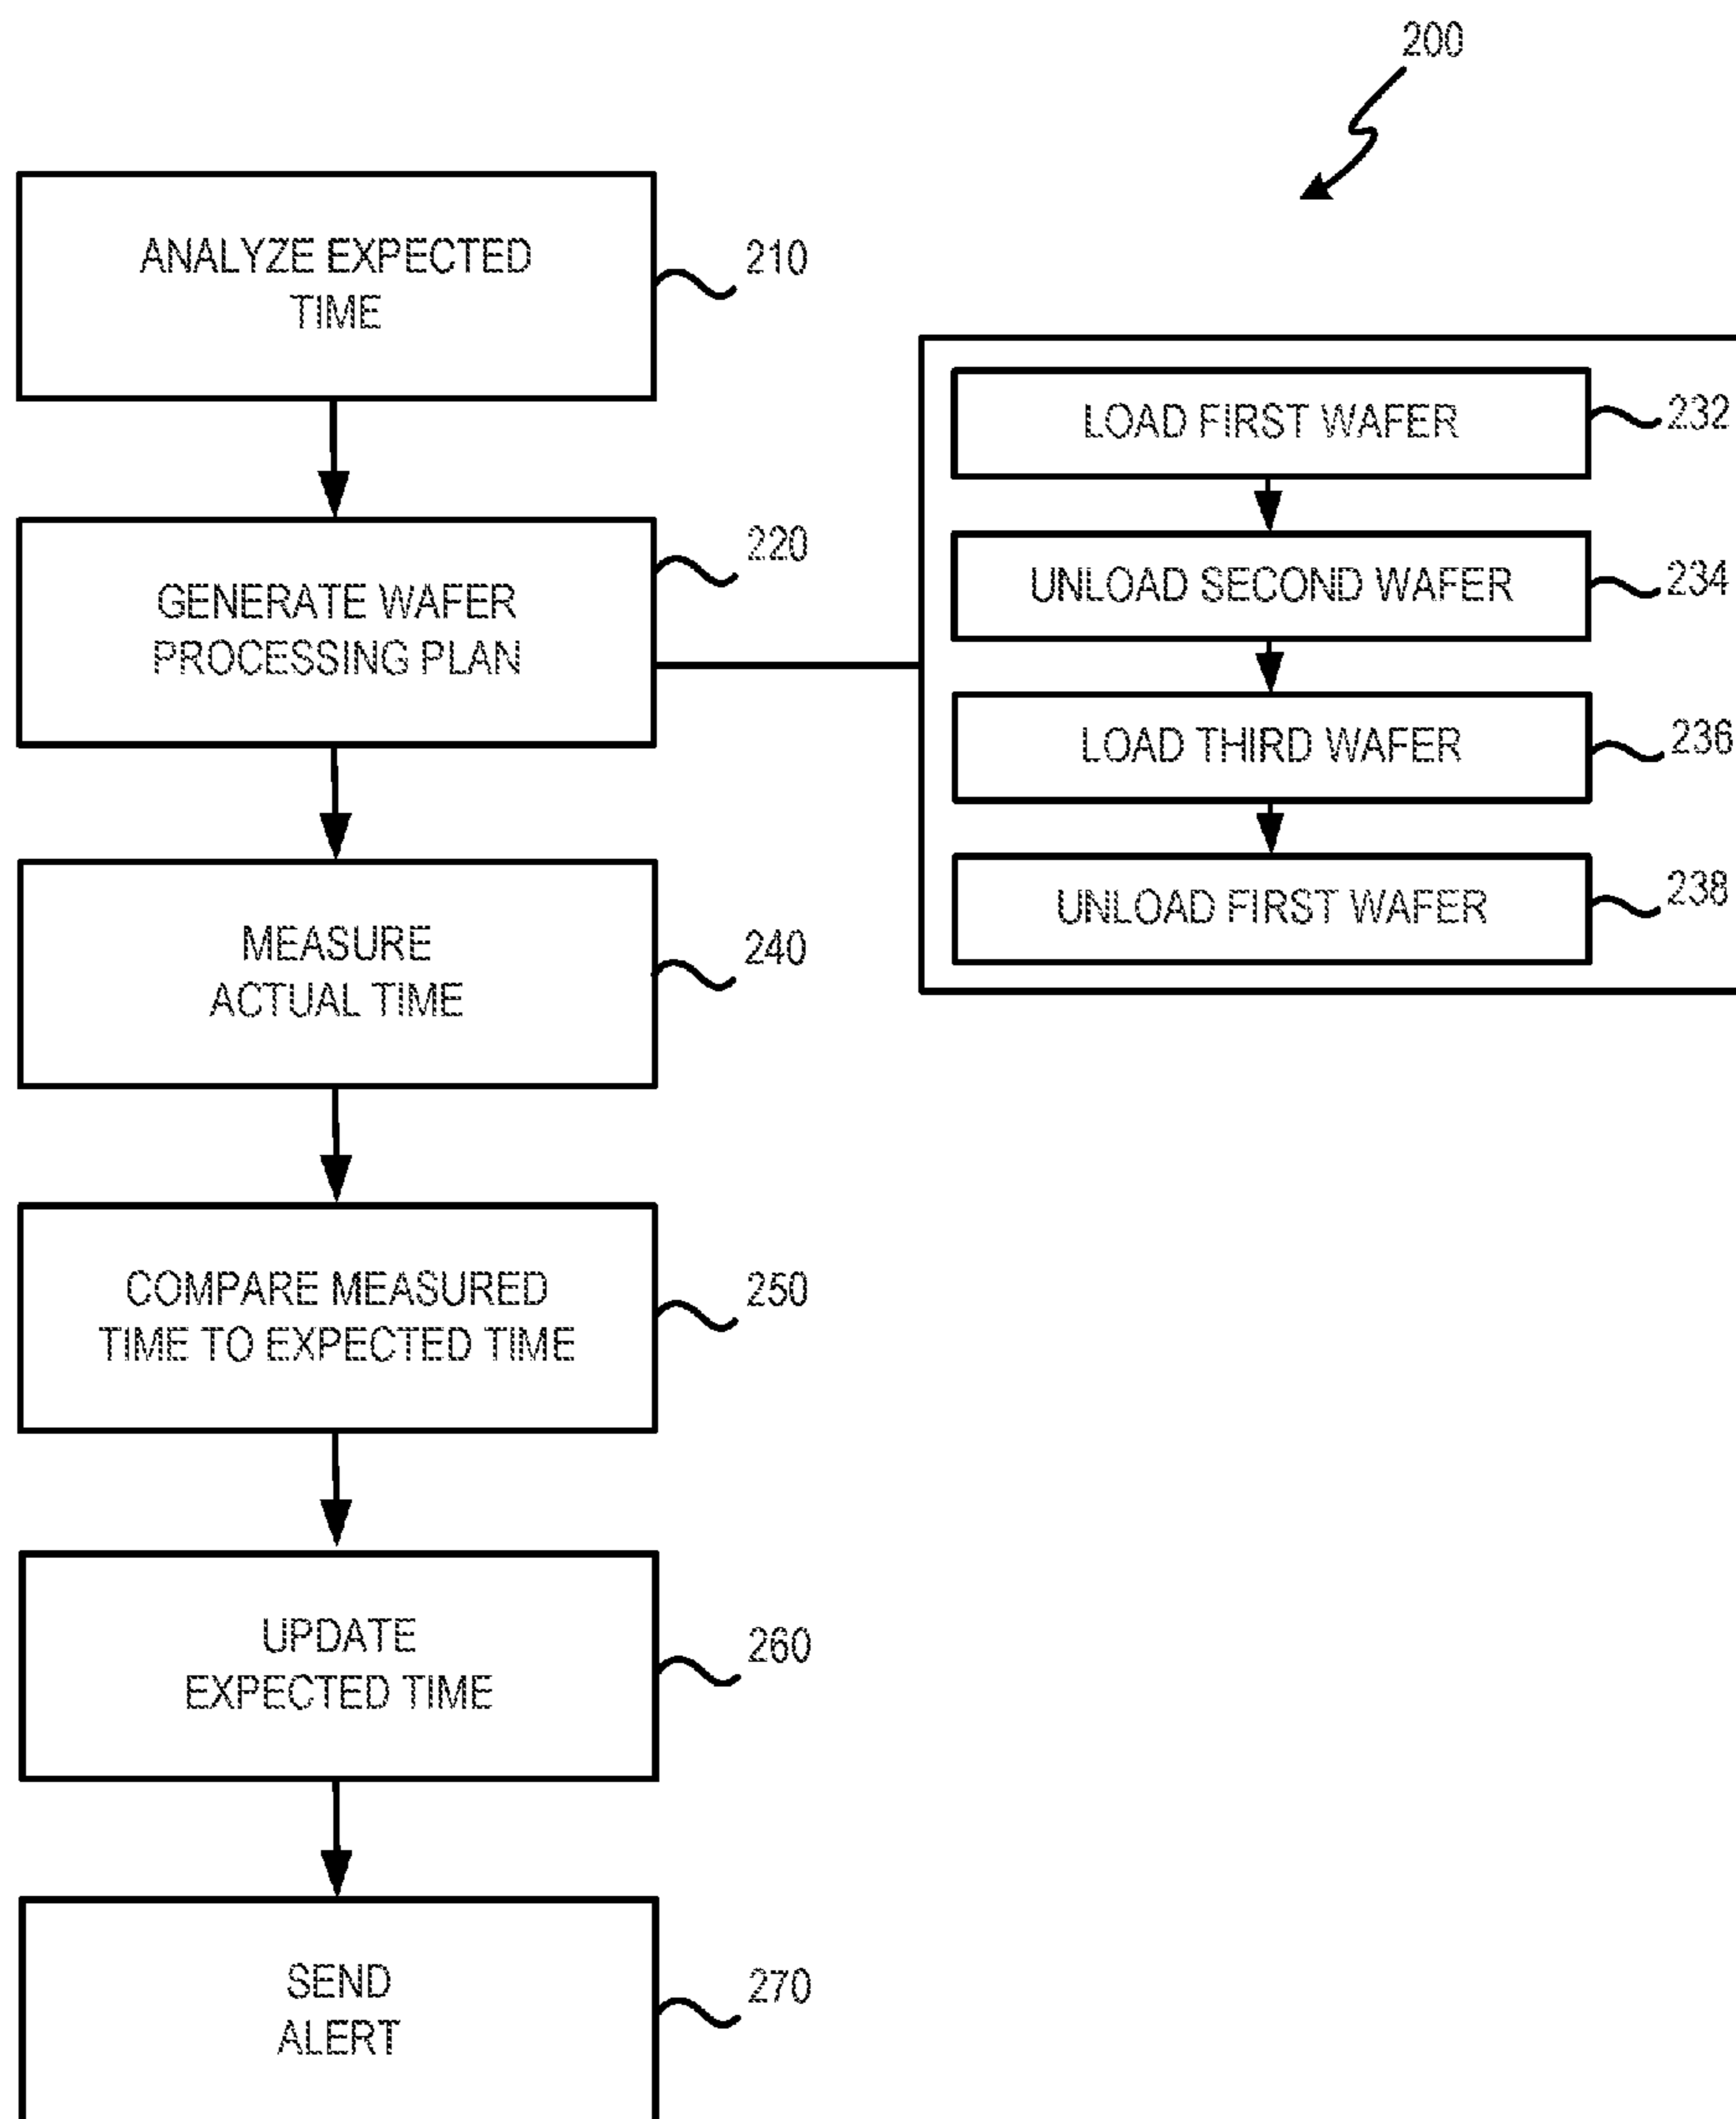 200
ANALYZE EXPECTED
TIME
210
GENERATE WAFER
PROCESSING PLAN
220
LOAD FIRST WAFER
232
UNLOAD SECOND WAFER
234
LOAD THIRD WAFER
236
UNLOAD FIRST WAFER
238
MEASURE
ACTUAL TIME
240
COMPARE MEASURED
TIME TO EXPECTED TIME
250
UPDATE
EXPECTED TIME
260
SEND
ALERT
270